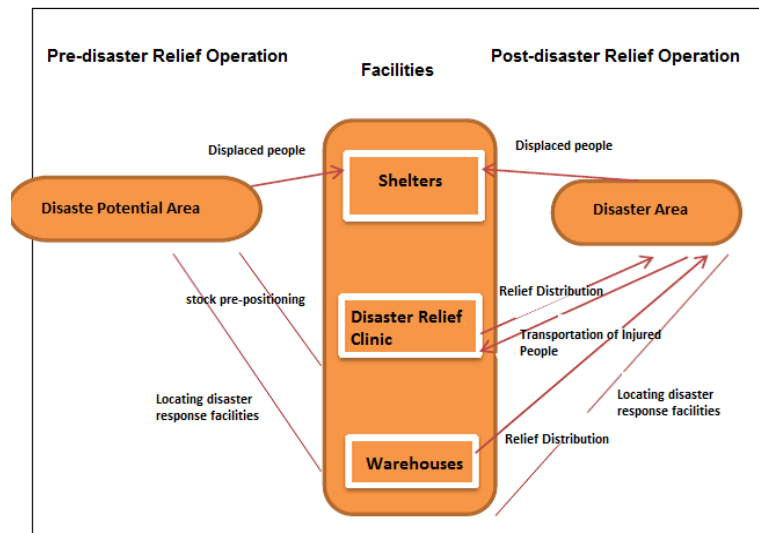 Pre-disaster Relief Operation
Facilities
Post-disaster Relief Operation
Displaced people
Displaced people
Shelters
Disaste Potential Area
Disaster Area
stock pre-positioning
Relief Distribution
Disaster Relief
Clinic
Transportation of Injured
People
Locating disaster
response facilities
Locating disaster
response facilities
Relief Distribution
Warehouses